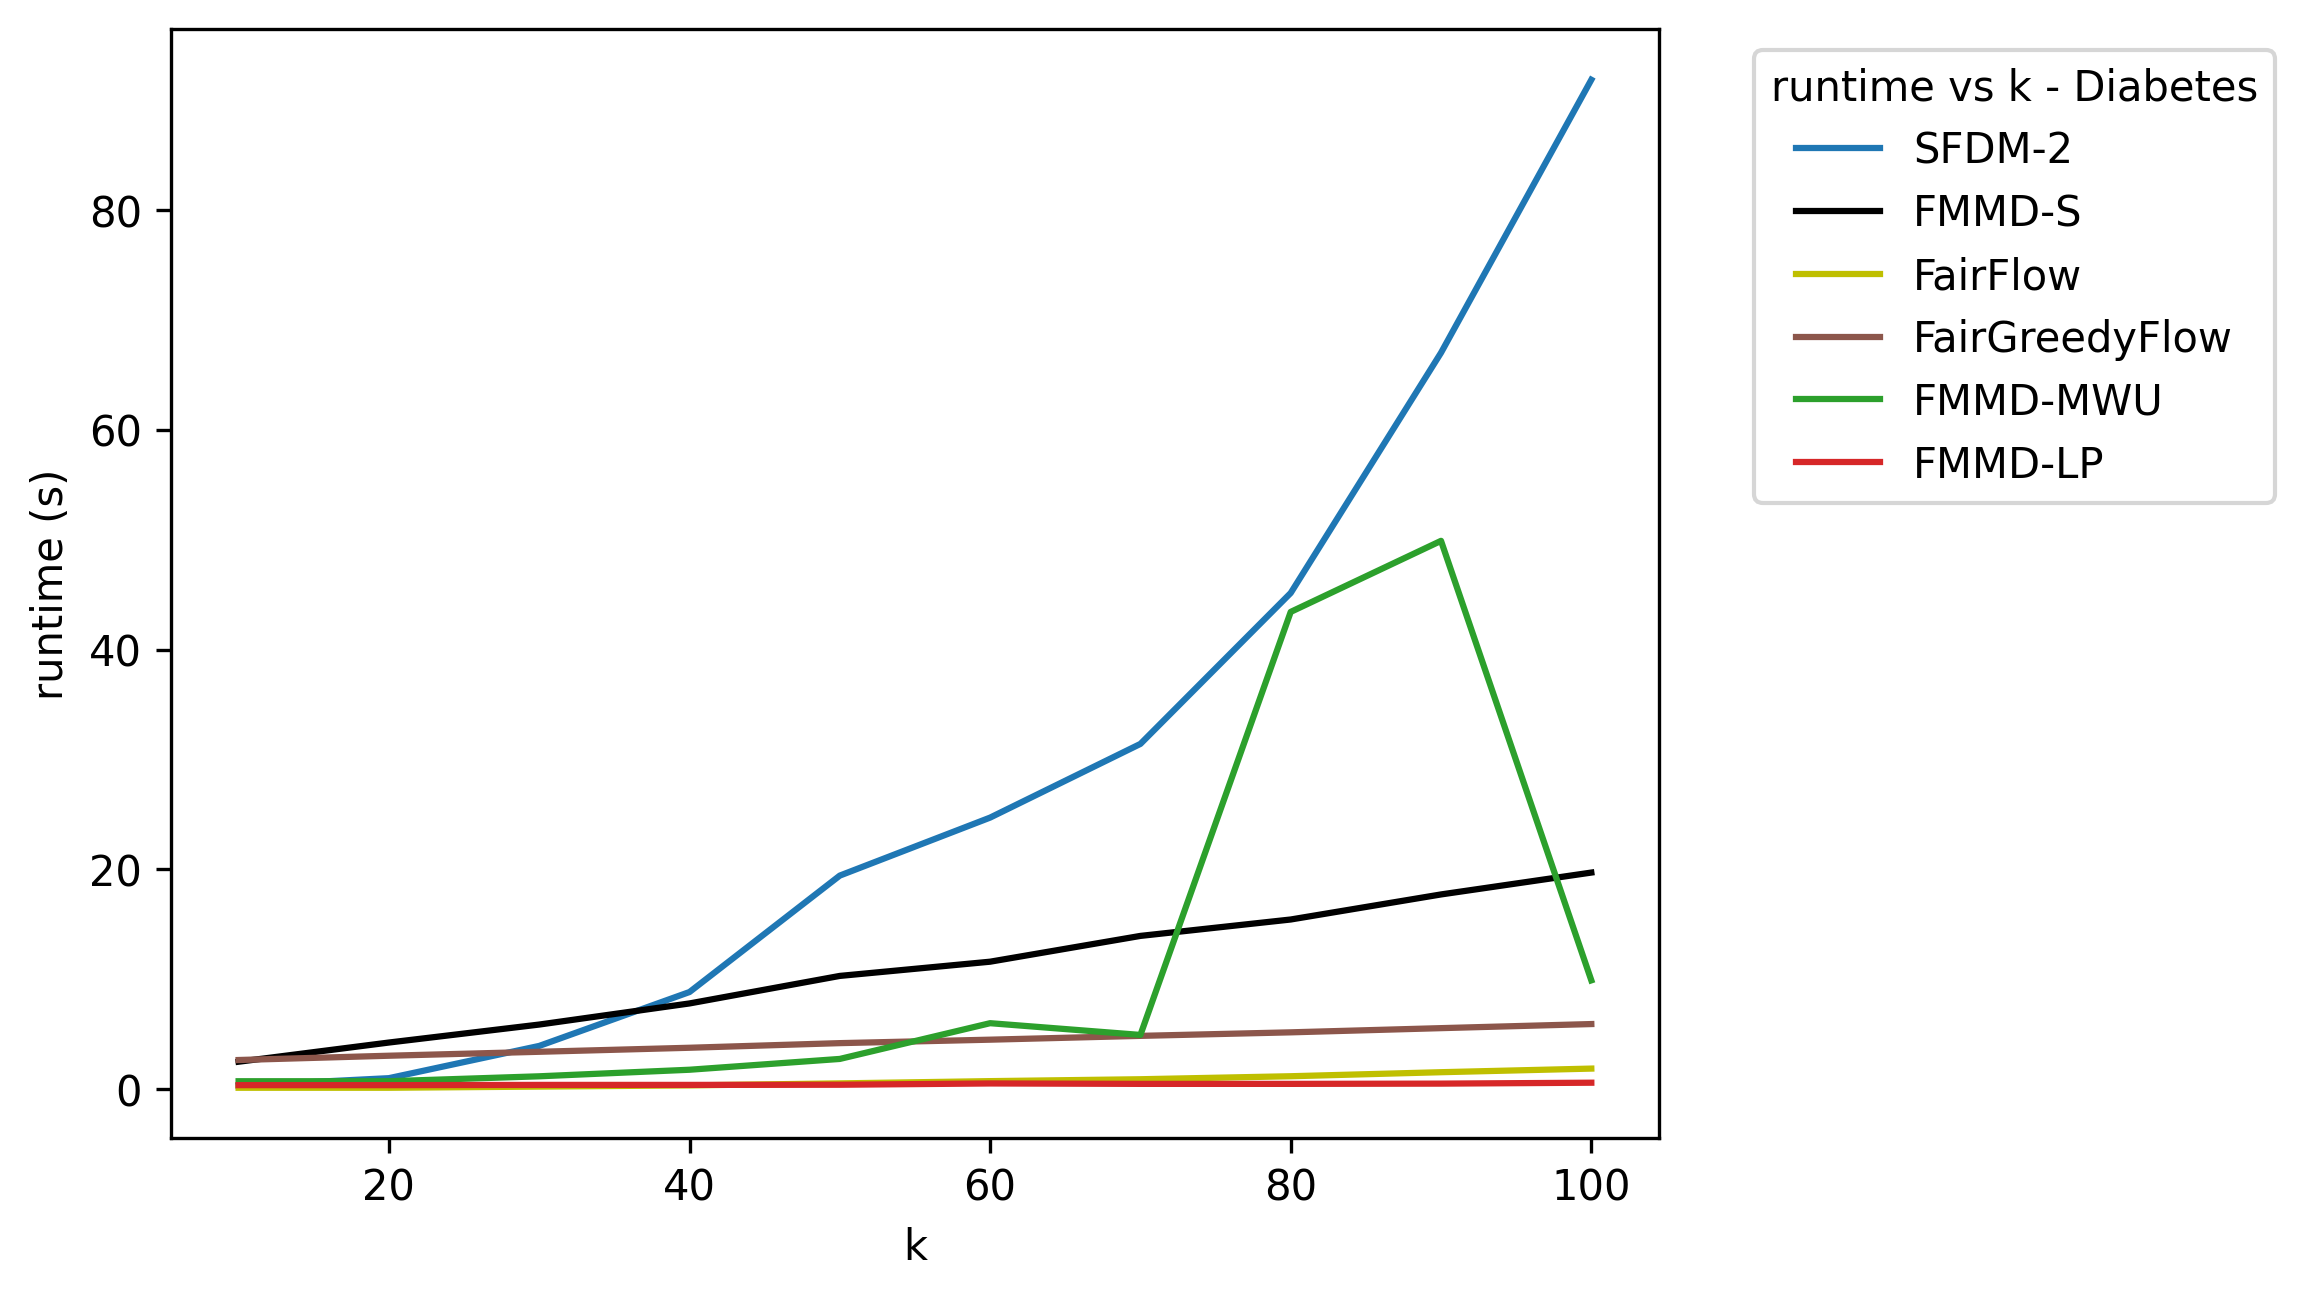 runtime vs k - Diabetes
SFDM-2
FMMD-S
FairFlow
FairGreedyFlow
FMMD-MWU
FMMD-LP
80
60
40
20
0
runtime (s)
20 40 60 80 100
k